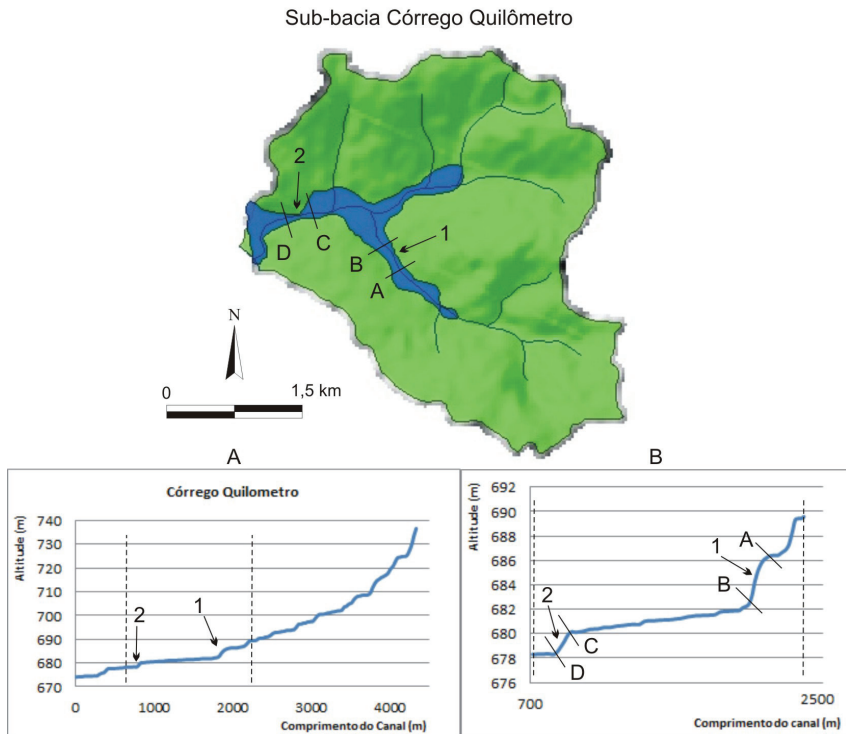 Sub-bacia Córrego Quilômetro
2
D
C
B
1
A
N
0 1,5 km
A
Córrego Quilometro
Altitude (m)
740
730
720
710
700
690
680
670
2
1
0 1000 2000 3000 4000
Comprimento do Canal (m)
B
Altitude (m)
692
690
688
686
684
682
680
678
676
1
A
B
2
C
D
700 2500
Comprimento do canal (m)